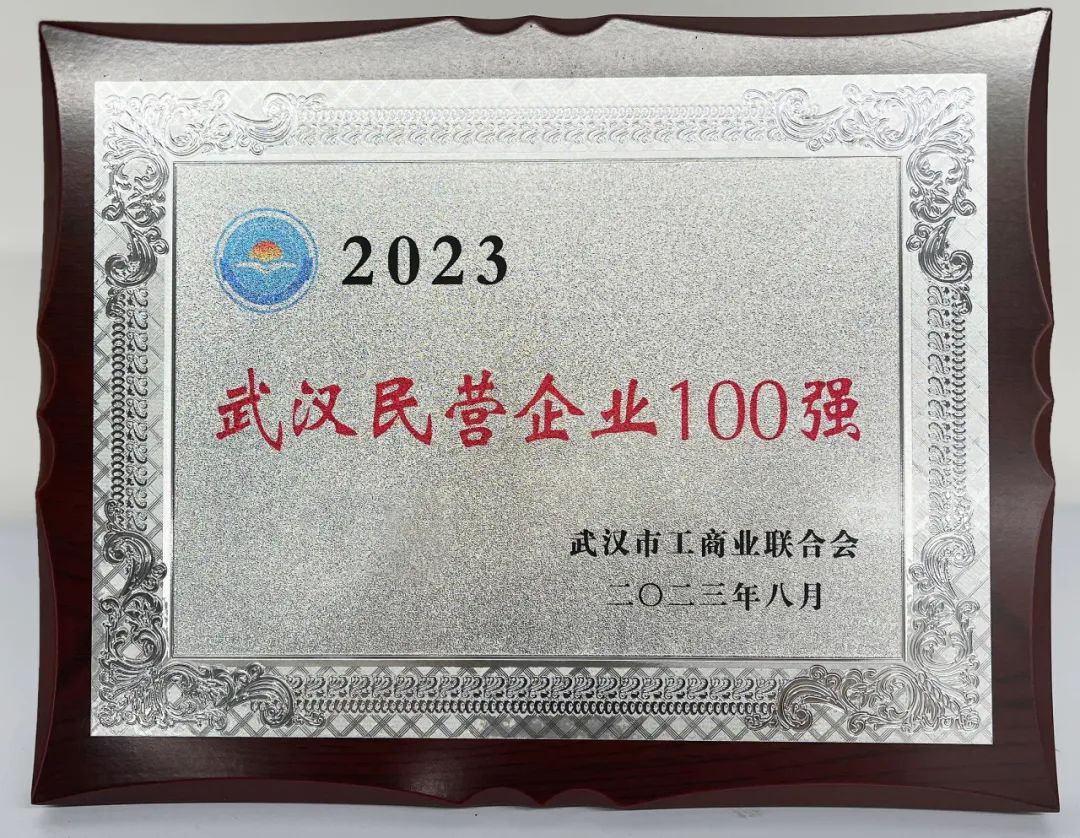 2023
武汉民营企业100强
武汉市工商业联合会
二〇二三年八月